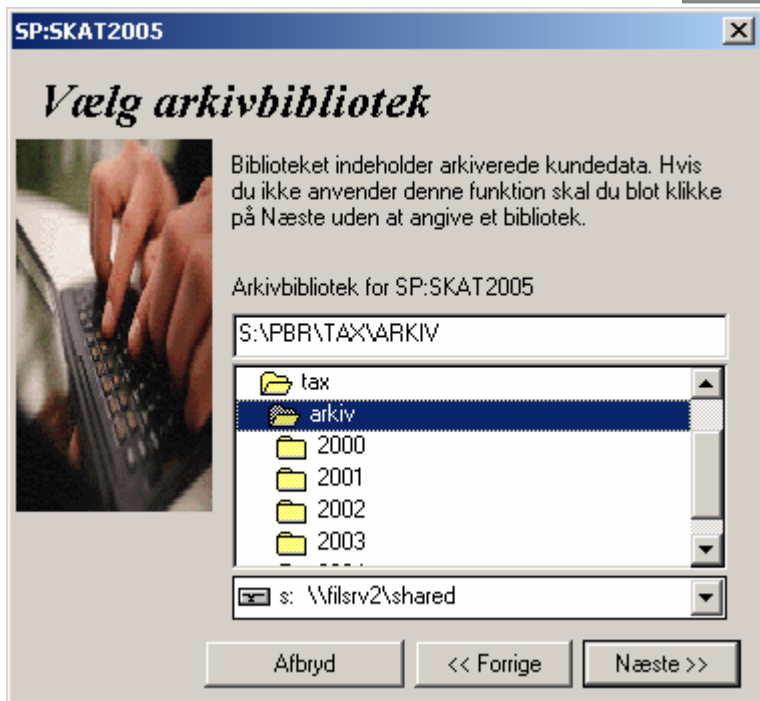 SP:SKAT2005
Vælg arkivbibliotek
Biblioteket indeholder arkiverede kundedata. Hvis
du ikke anvender denne funktion skal du blot klikke
på Næste uden at angive et bibliotek.
Arkivbibliotek for SP:SKAT2005
S:\PBR\TAX\ARKIV
tax
arkiv
2000
2001
2002
2003
s: \\filsrv2\shared
Afbryd
<< Forrige
Næste >>